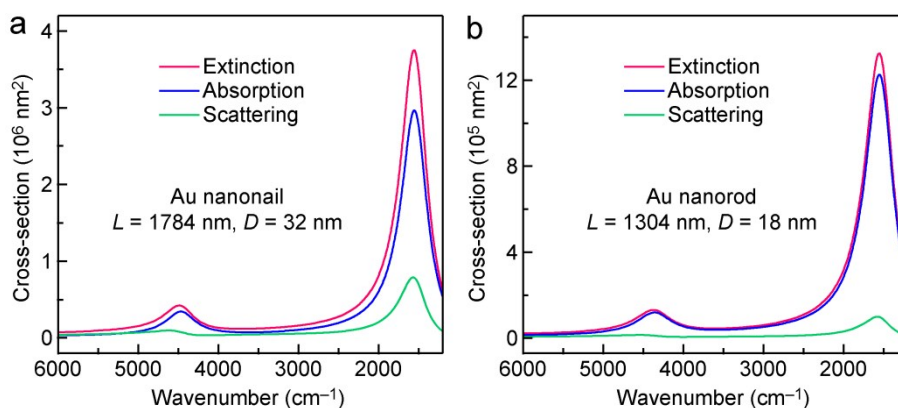 a
Cross-section (10⁶ nm²)
4
3
2
1
0
Extinction
Absorption
Scattering
Au nanonail
L = 1784 nm, D = 32 nm
6000 5000 4000 3000 2000
Wavenumber (cm⁻¹)
b
Cross-section (10⁵ nm²)
12
8
4
0
Extinction
Absorption
Scattering
Au nanorod
L = 1304 nm, D = 18 nm
6000 5000 4000 3000 2000
Wavenumber (cm⁻¹)